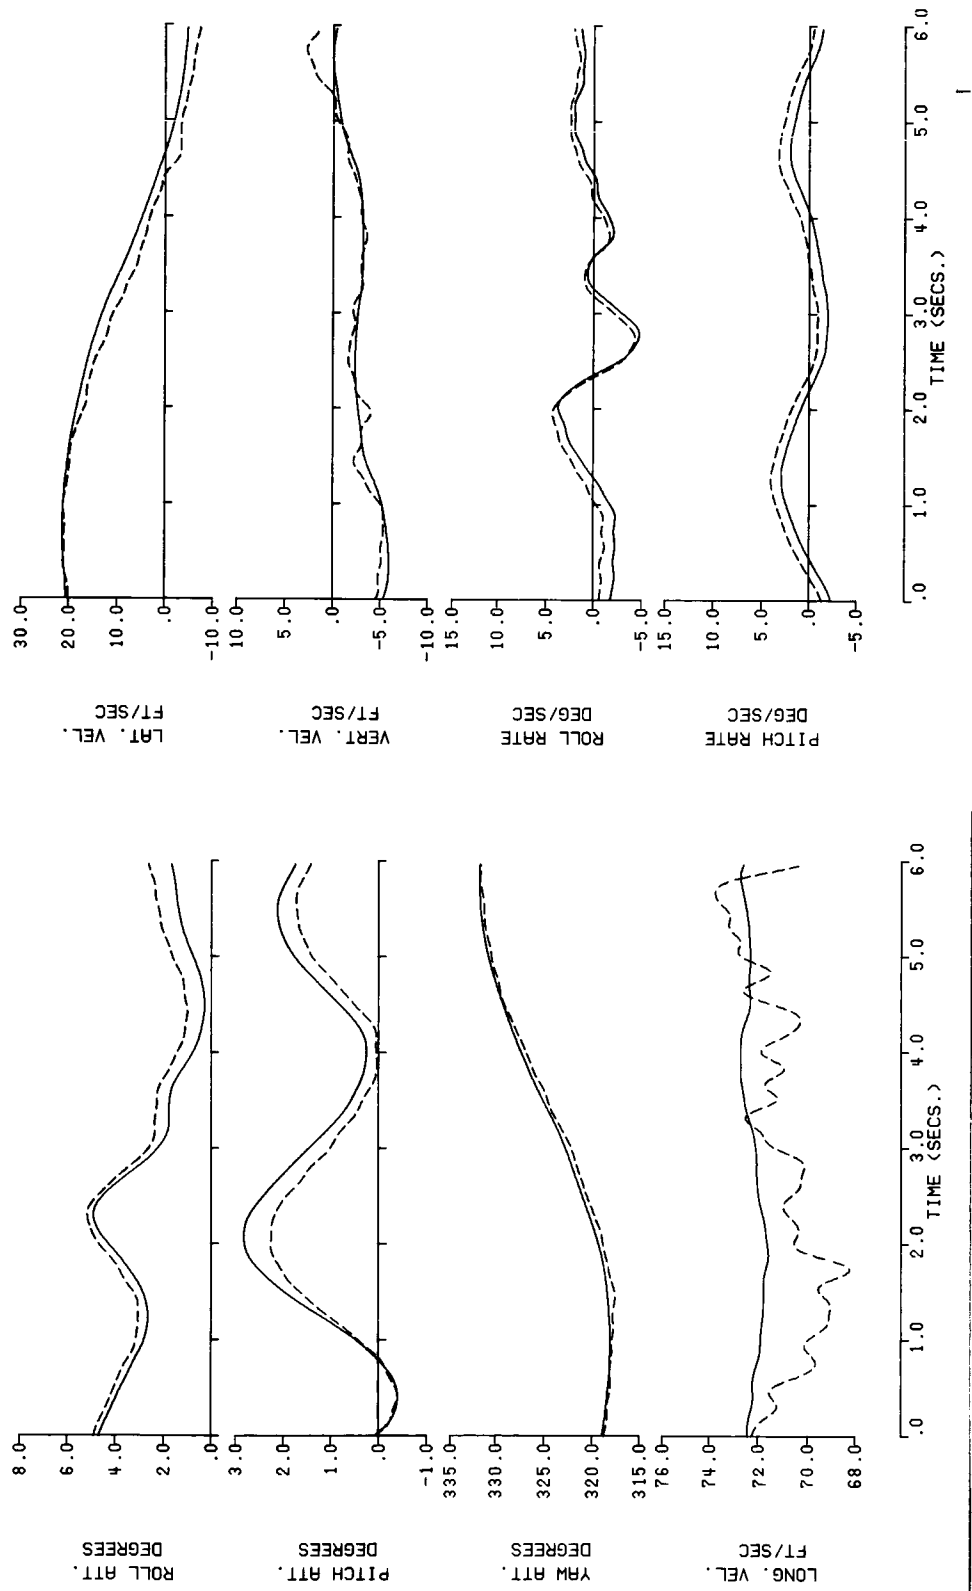 ROLL ATT.
DEGREES
8.0
6.0
4.0
2.0
.0
PITCH ATT.
DEGREES
3.0
2.0
1.0
.0
-1.0
YAW ATT.
DEGREES
335.0
330.0
325.0
320.0
315.0
LONG. VEL.
FT/SEC
76.0
74.0
72.0
70.0
68.0
.0 1.0 2.0 3.0 4.0 5.0 6.0
TIME (SECS.)
LAT. VEL.
FT/SEC
30.0
20.0
10.0
.0
-10.0
VERT. VEL.
FT/SEC
10.0
5.0
.0
-5.0
-10.0
ROLL RATE
DEG/SEC
15.0
10.0
5.0
.0
-5.0
PITCH RATE
DEG/SEC
15.0
10.0
5.0
.0
-5.0
.0 1.0 2.0 3.0 4.0 5.0 6.0
TIME (SECS.)